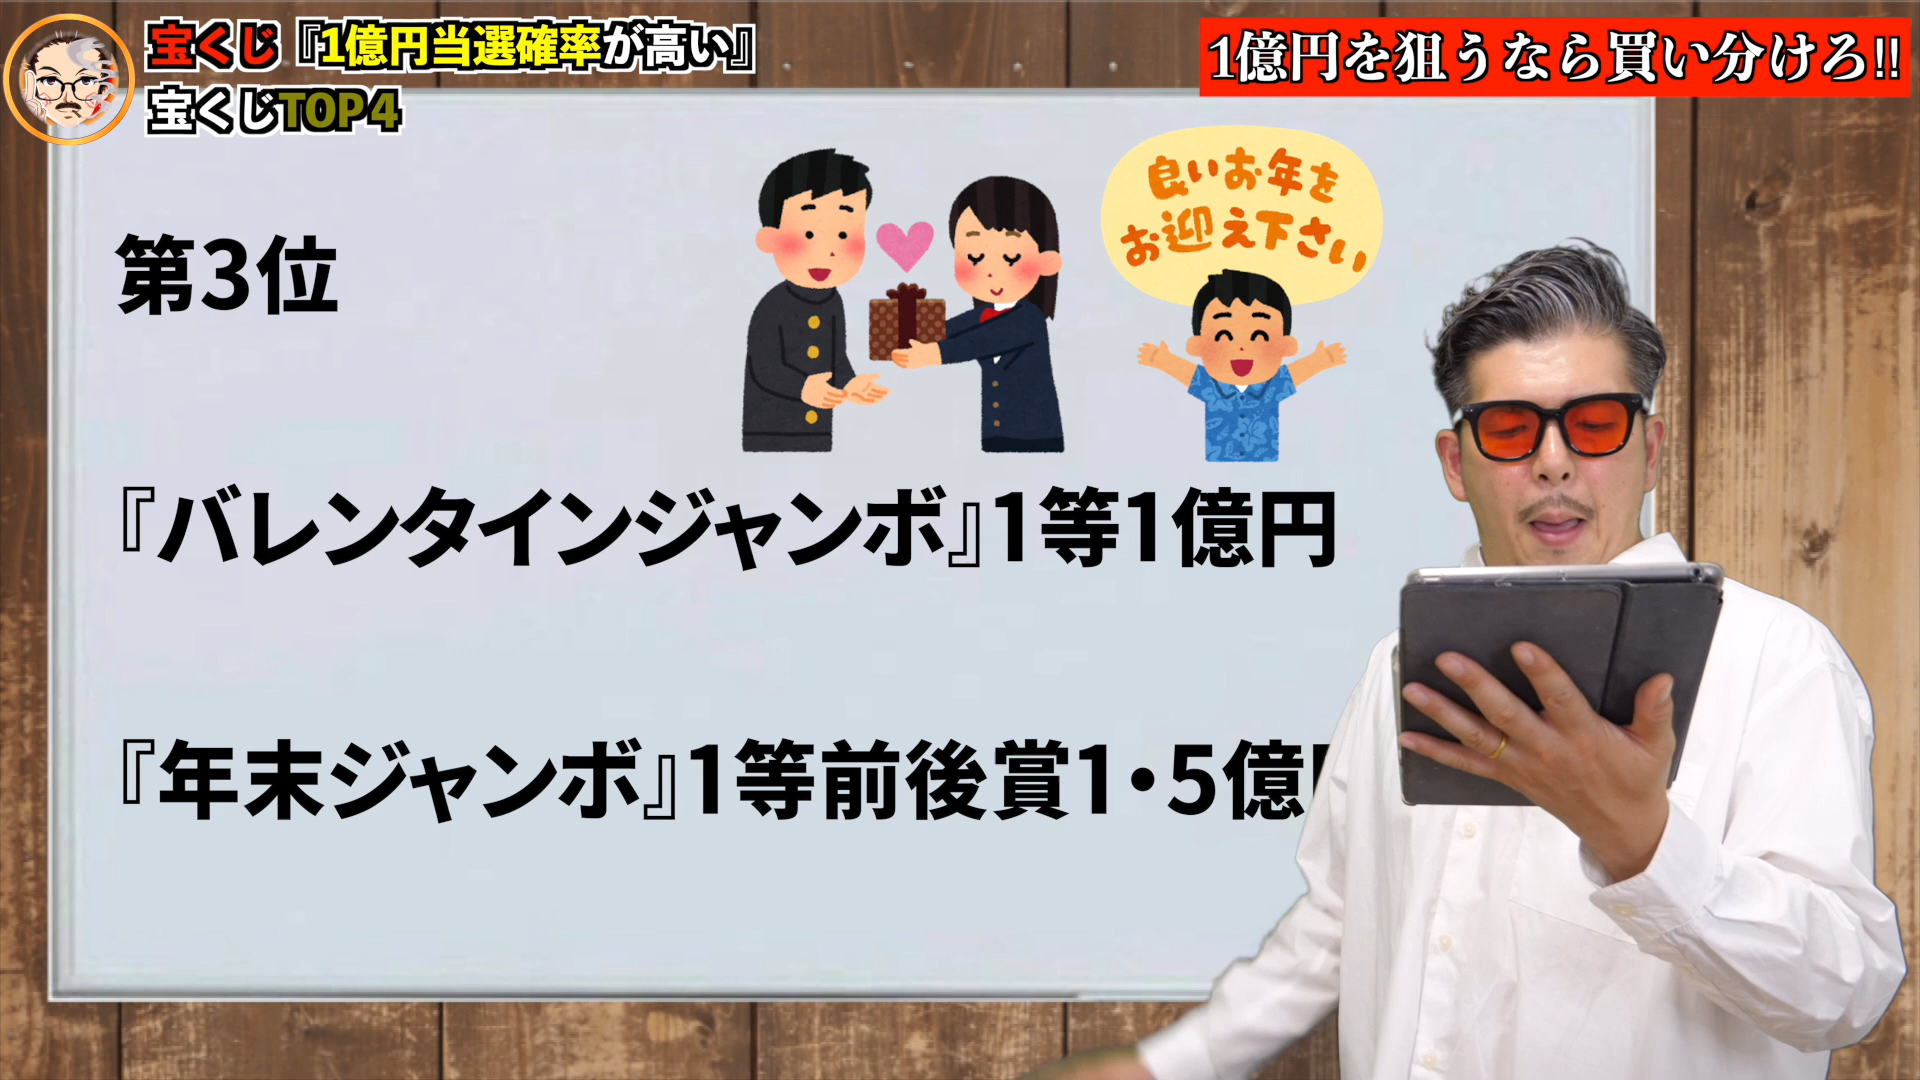 宝くじ『1億円当選確率が高い』
宝くじTOP4
1億円を狙うなら買い分けろ!!
第3位
良いお年を
お迎え下さい
『バレンタインジャンボ』1等1億円
『年末ジャンボ』1等前後賞1・5億